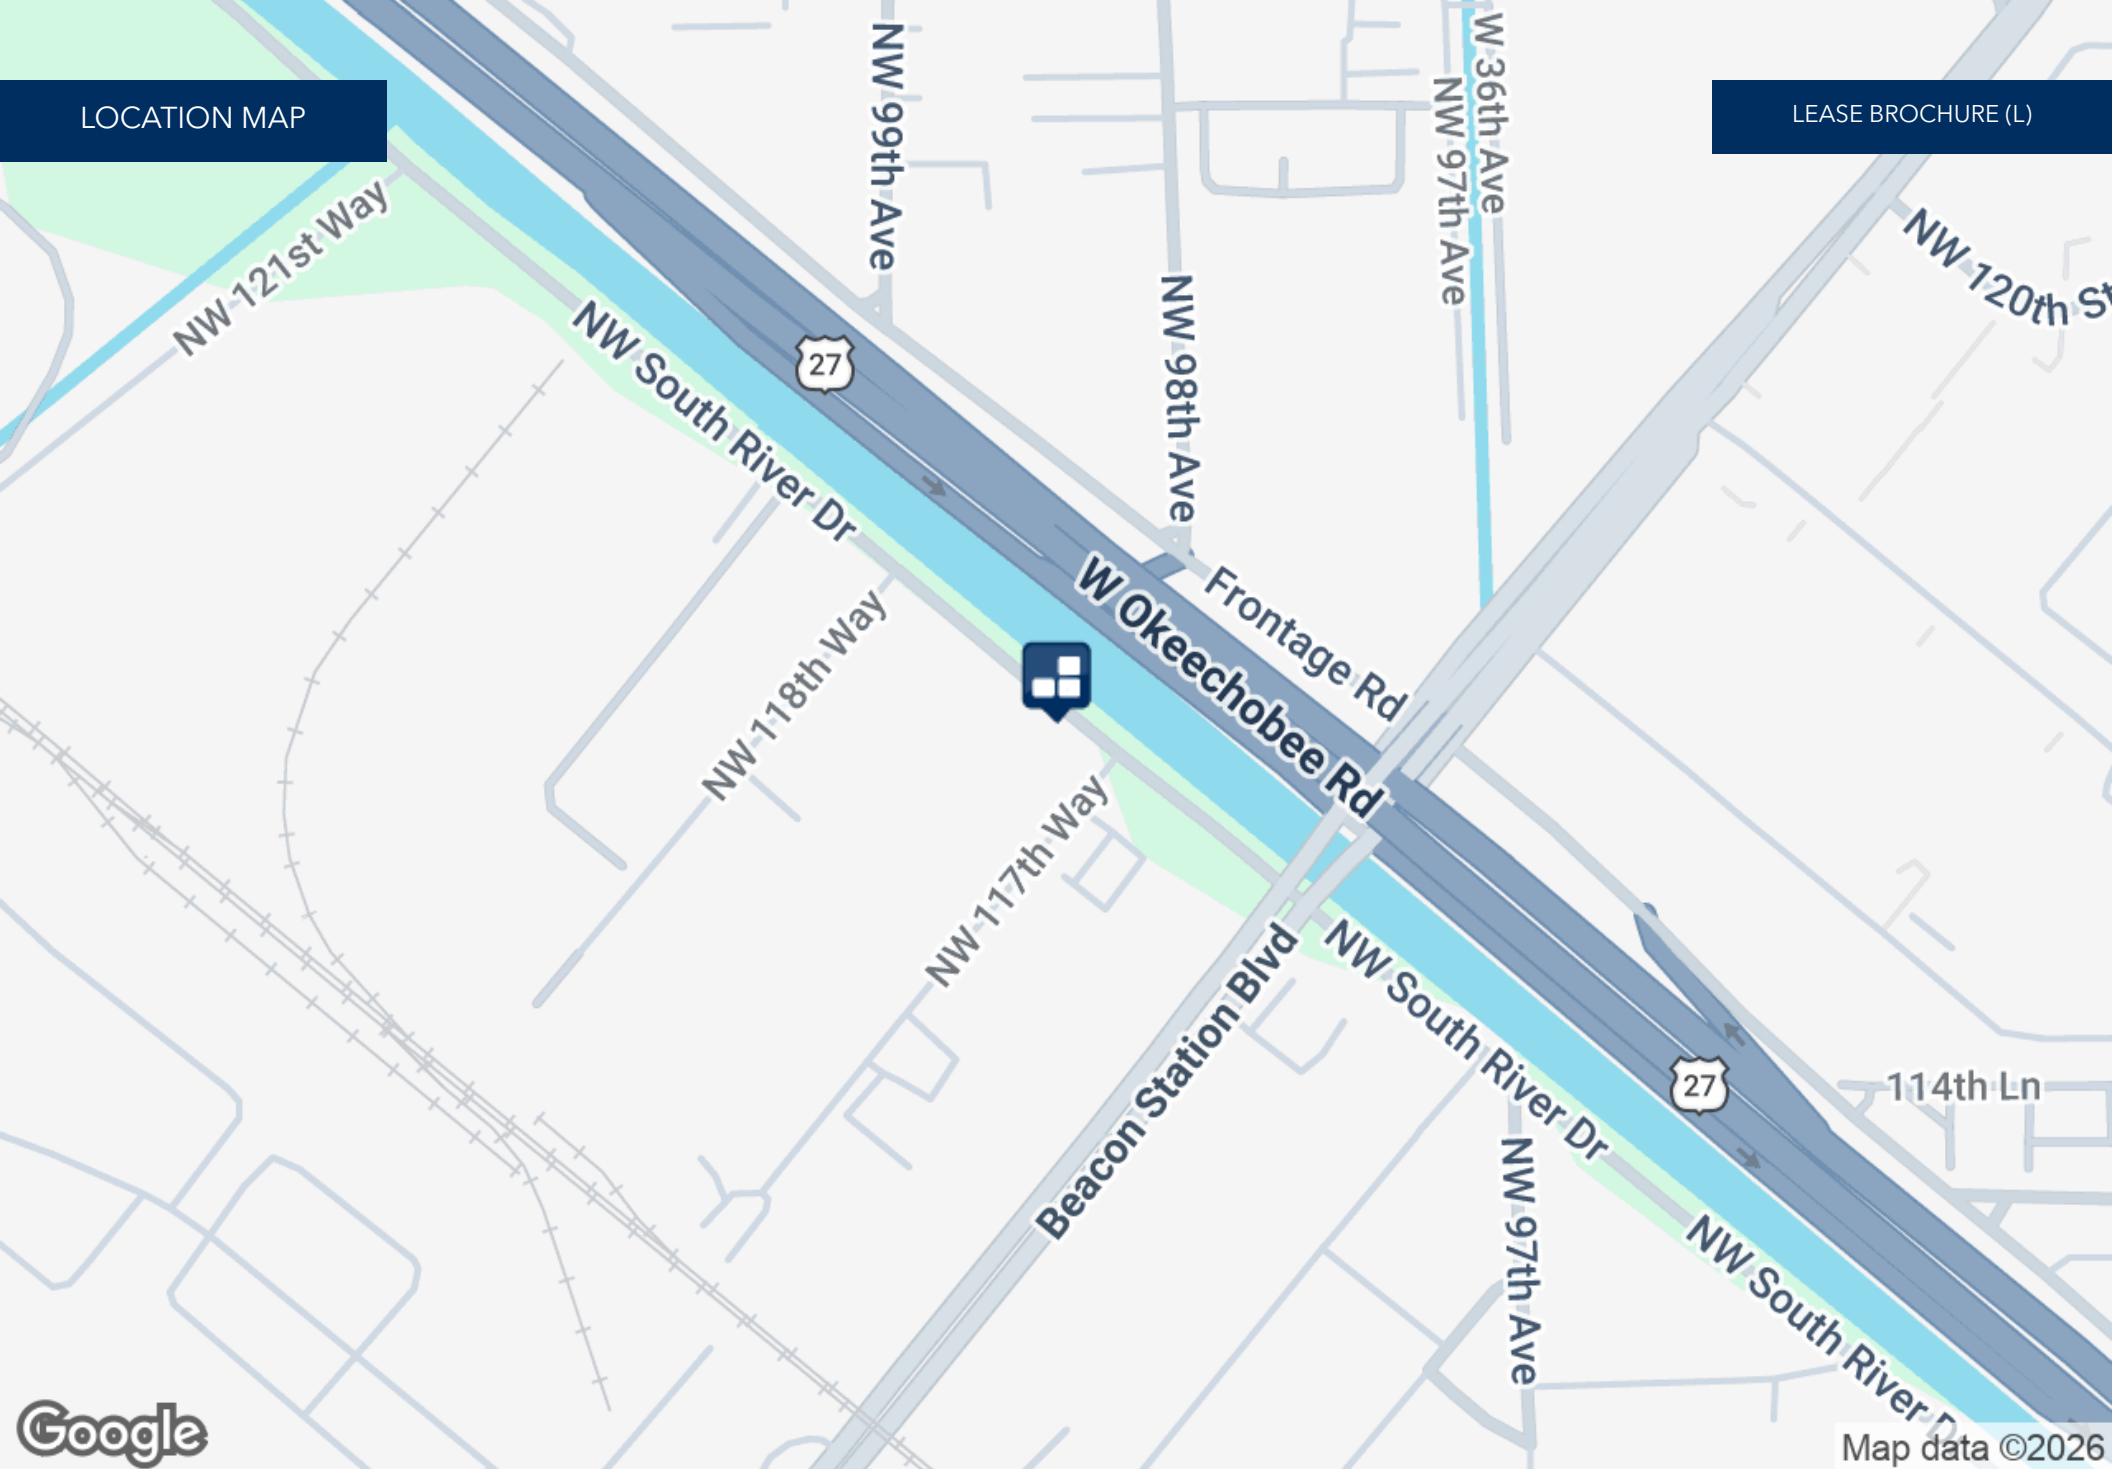 LOCATION MAP
LEASE BROCHURE (L)
NW 99th Ave
W 36th Ave
NW 97th Ave
NW 121st Way
NW 120th St
NW South River Dr
27
NW 98th Ave
Frontage Rd
W Okeechobee Rd
NW 118th Way
NW 117th Way
Beacon Station Blvd
NW South River Dr
27
114th Ln
NW 97th Ave
NW South River D
Google
Map data ©2026